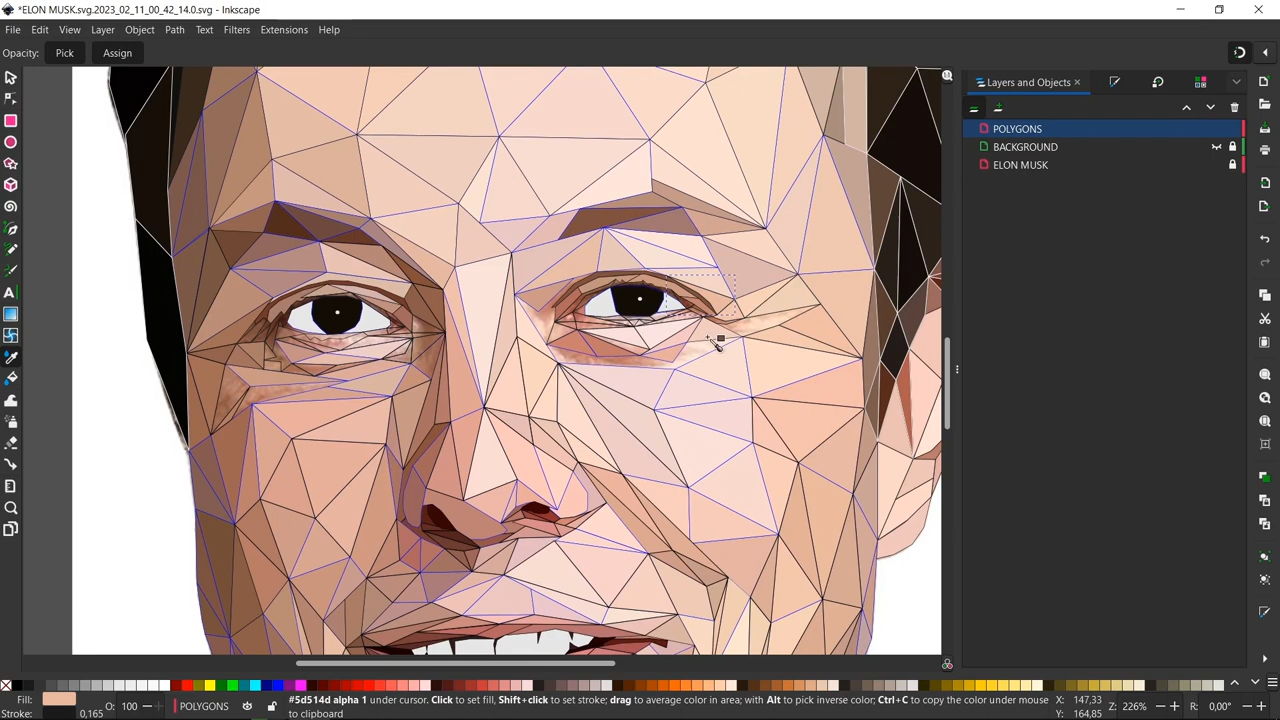 *ELON MUSK.svg.2023_02_11_00_42_14.0.svg - Inkscape
File Edit View Layer Object Path Text Filters Extensions Help
Opacity: Pick Assign
Layers and Objects
POLYGONS
BACKGROUND
ELON MUSK
Fill:
Stroke: 0,165
O: 100
POLYGONS
#5d514d alpha 1 under cursor. Click to set fill, Shift+click to set stroke; drag to average color in area; with Alt to pick inverse color; Ctrl+C to copy the color under mouse
to clipboard
X: 147,33
Y: 164,85
Z: 226%
R: 0,00°